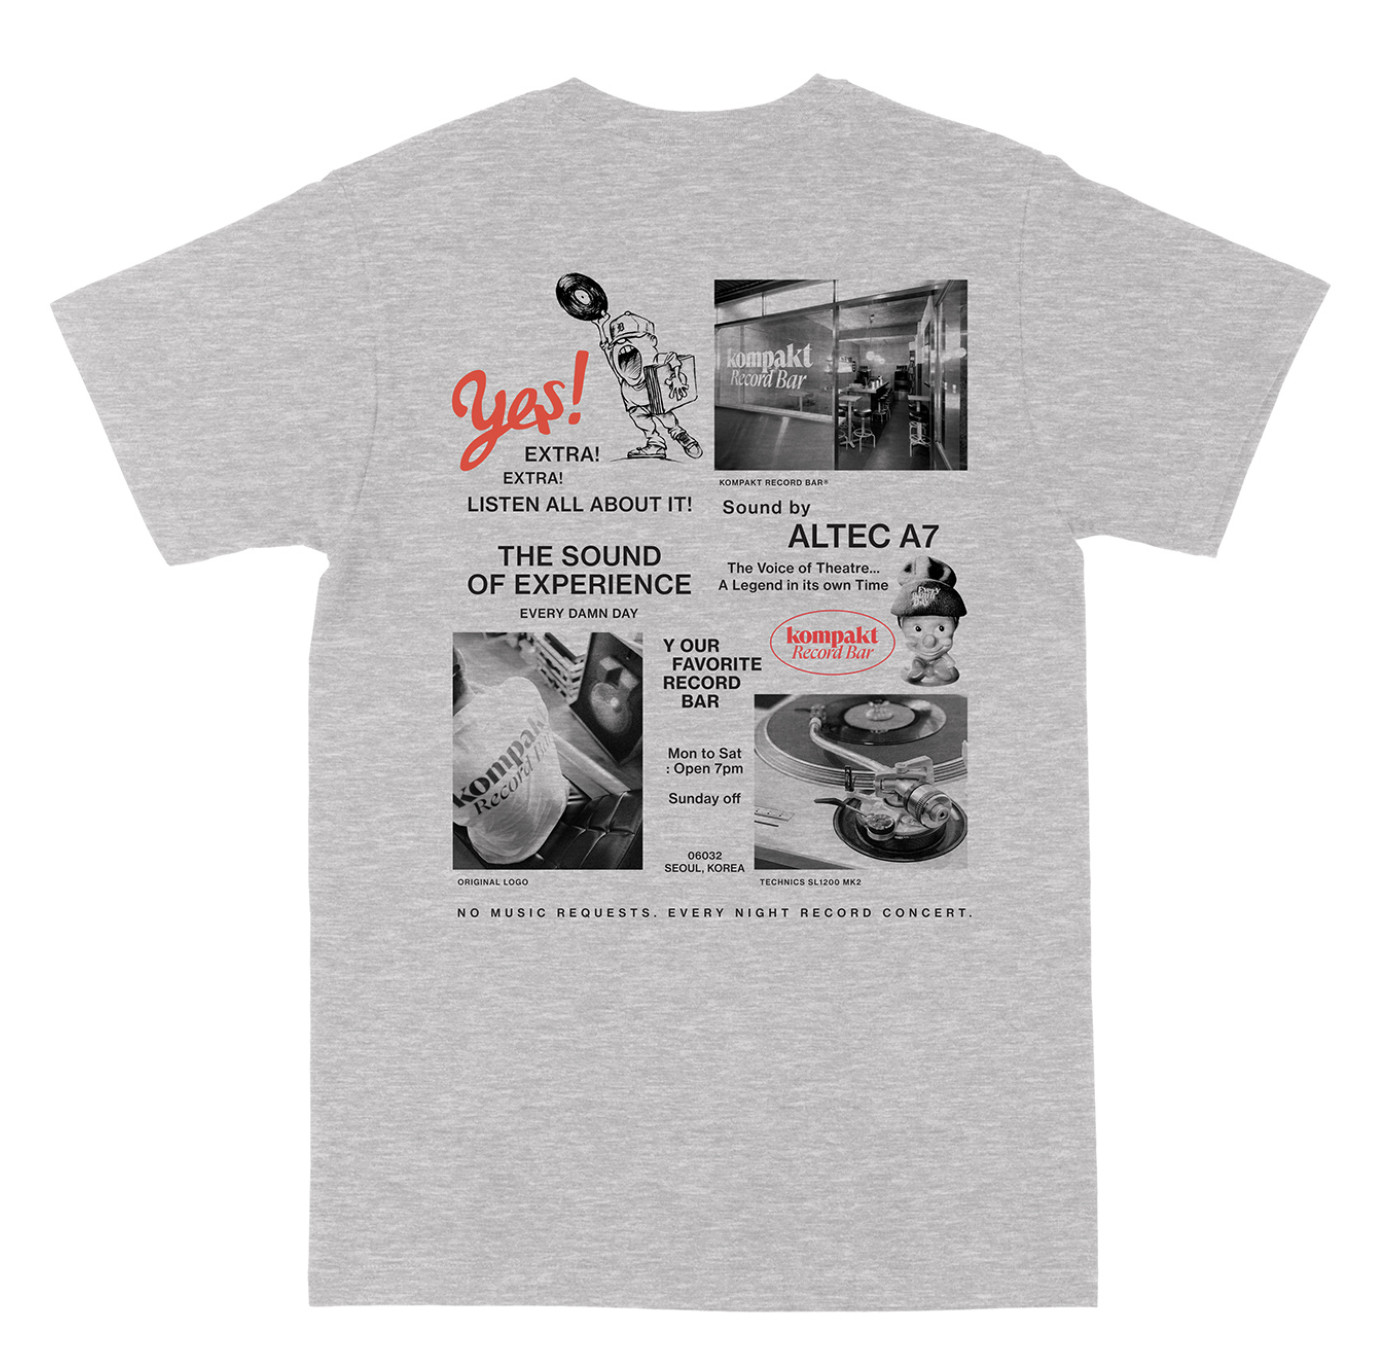 Yes!
EXTRA!
EXTRA!
LISTEN ALL ABOUT IT!
kompakt
Record Bar
KOMPAKT RECORD BAR®
Sound by
ALTEC A7
The Voice of Theatre...
A Legend in its own Time
THE SOUND
OF EXPERIENCE
EVERY DAMN DAY
Every
Damn
Day
kompakt
Record Bar
Y OUR
FAVORITE
RECORD
BAR
Mon to Sat
: Open 7pm
Sunday off
06032
SEOUL, KOREA
kompakt
Record Bar
ORIGINAL LOGO
TECHNICS SL1200 MK2
NO MUSIC REQUESTS. EVERY NIGHT RECORD CONCERT.